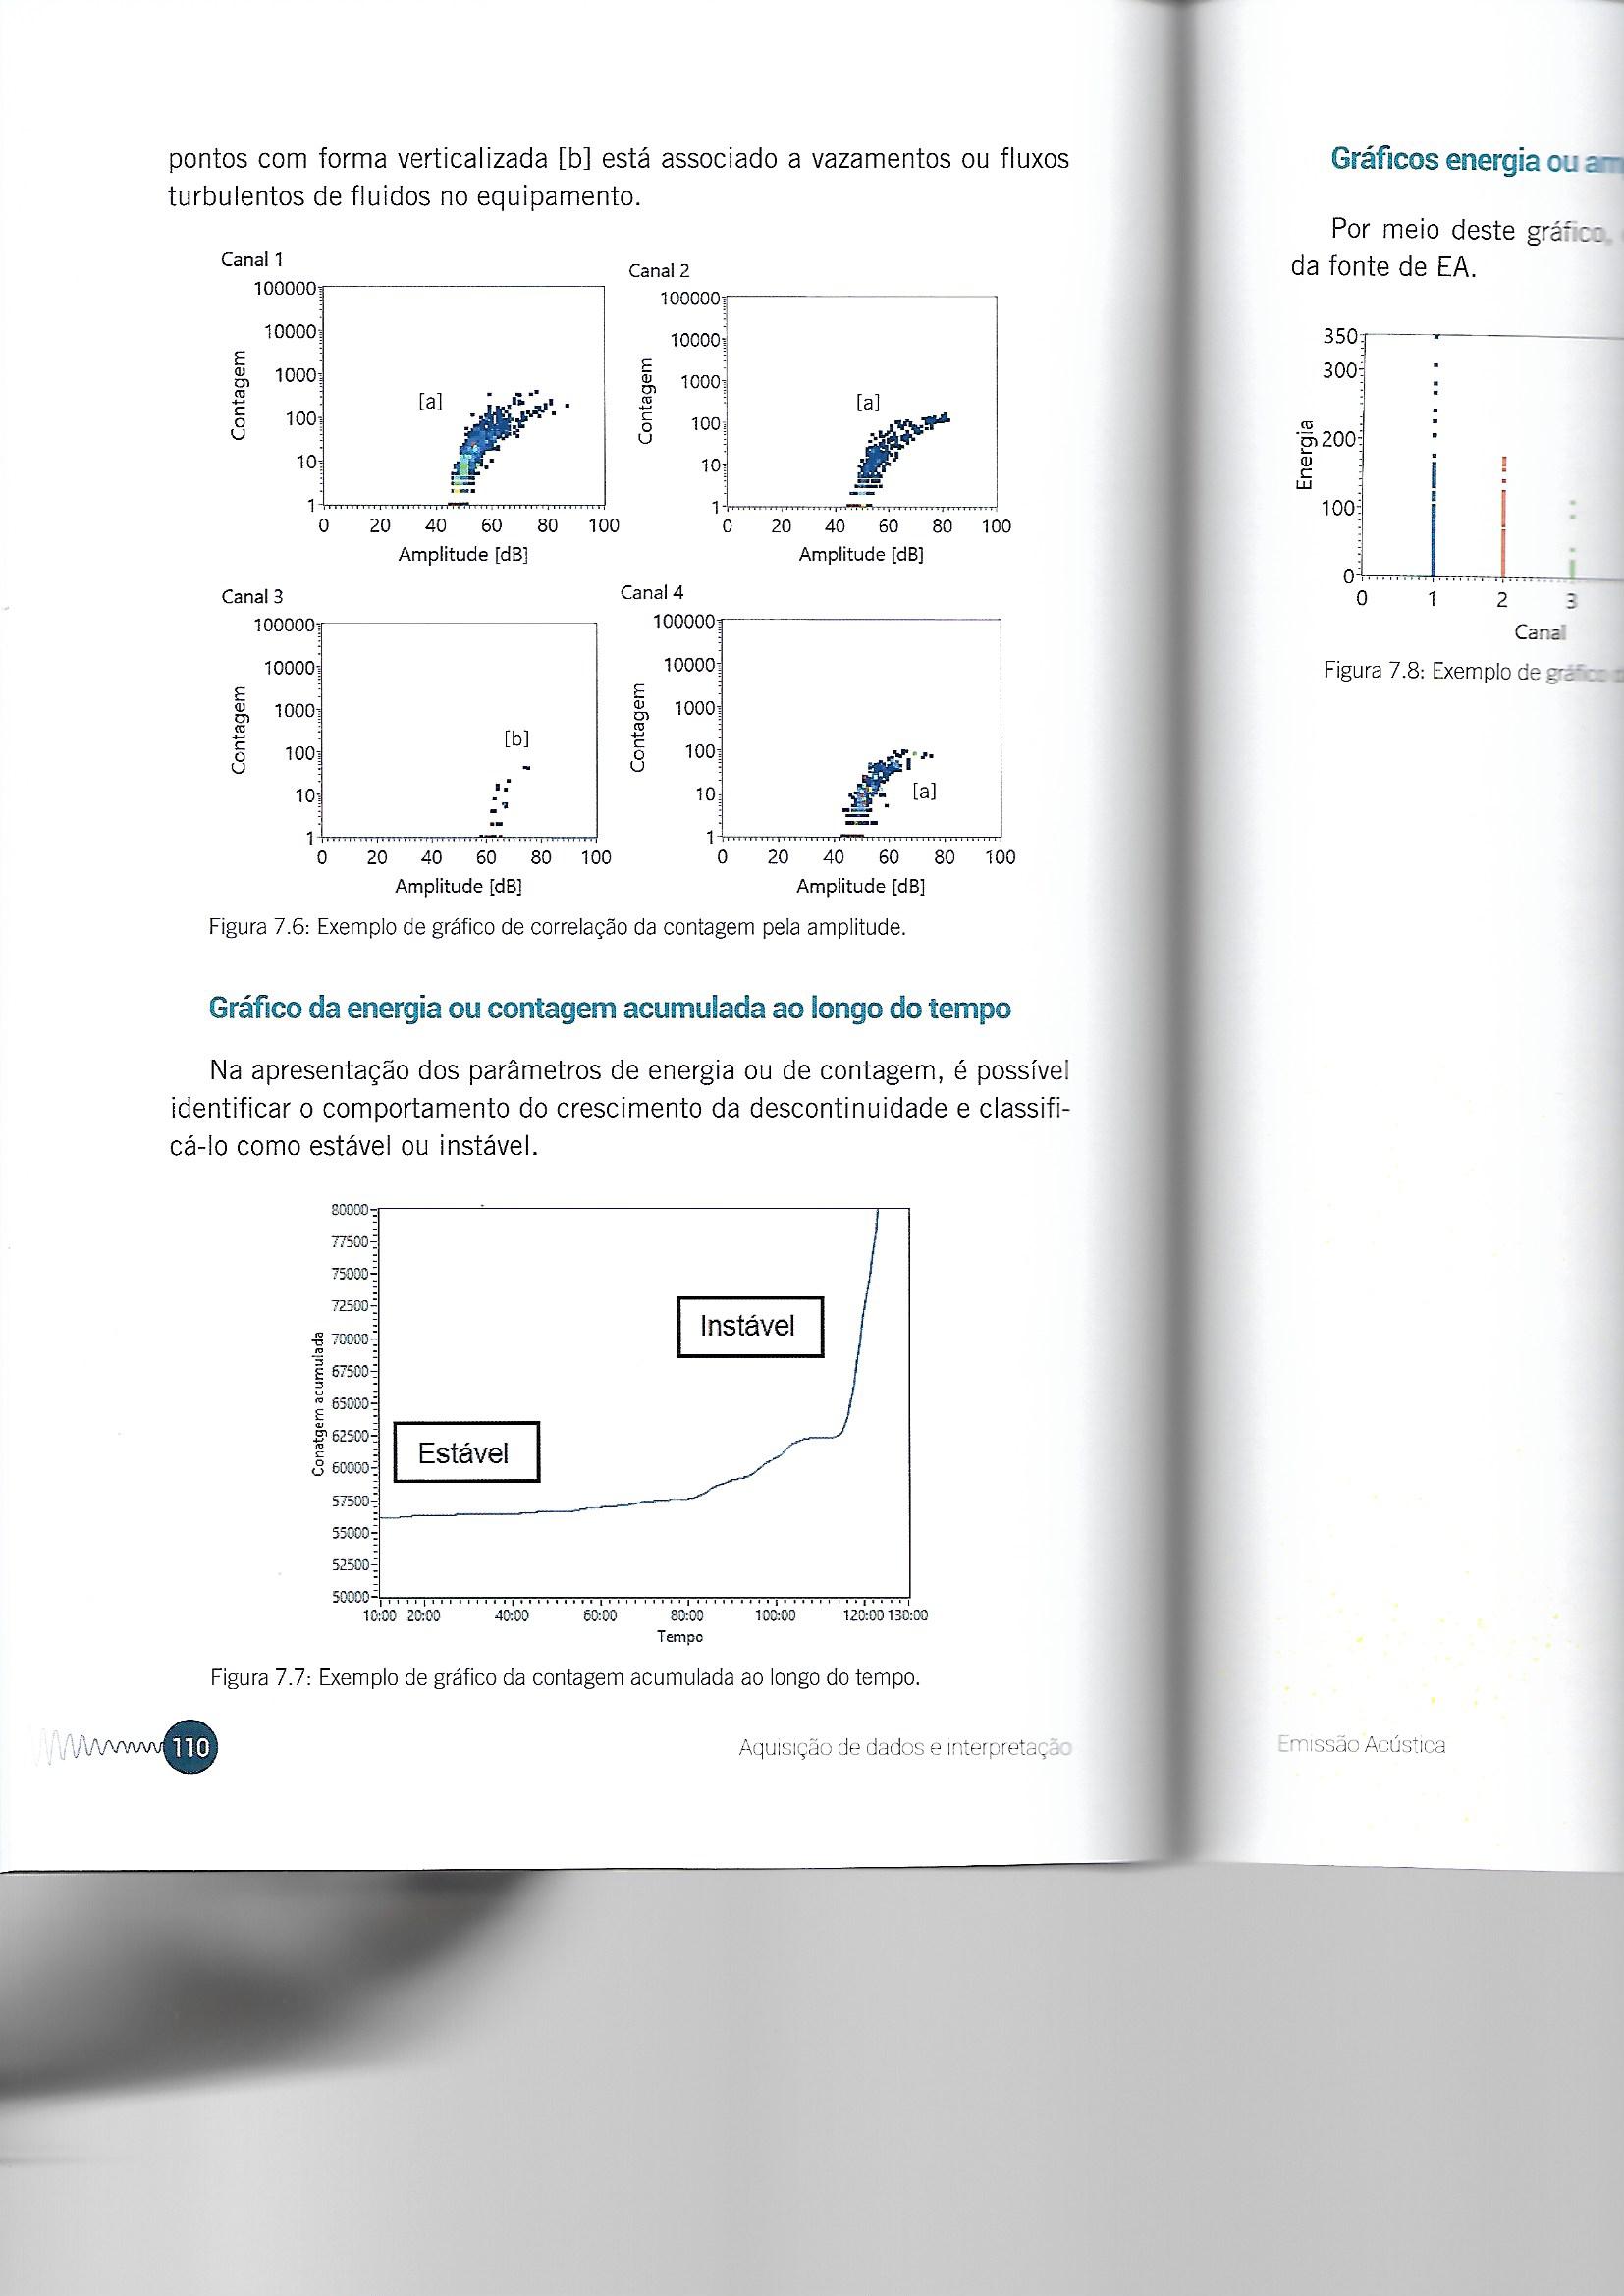 pontos com forma verticalizada [b] está associado a vazamentos ou fluxos
turbulentos de fluidos no equipamento.
Canal 1
100000
10000
1000
100
10
1
Contagem
[a]
0 20 40 60 80 100
Amplitude [dB]
Canal 2
100000
10000
1000
100
10
1
Contagem
[a]
0 20 40 60 80 100
Amplitude [dB]
Canal 3
100000
10000
1000
100
10
1
Contagem
[b]
0 20 40 60 80 100
Amplitude [dB]
Canal 4
100000
10000
1000
100
10
1
Contagem
[a]
0 20 40 60 80 100
Amplitude [dB]
Figura 7.6: Exemplo de gráfico de correlação da contagem pela amplitude.
Gráfico da energia ou contagem acumulada ao longo do tempo
Na apresentação dos parâmetros de energia ou de contagem, é possível
identificar o comportamento do crescimento da descontinuidade e classifi-
cá-lo como estável ou instável.
80000
77500
75000
72500
70000
67500
65000
62500
60000
57500
55000
52500
50000
Conatgem acumulada
Instável
Estável
10:00 20:00 40:00 60:00 80:00 100:00 120:00 130:00
Tempo
Figura 7.7: Exemplo de gráfico da contagem acumulada ao longo do tempo.
110
Aquisição de dados e interpretação
Gráficos energia ou
Por meio deste gráfico,
da fonte de EA.
350
300
200
100
0
Energia
0 1 2 3
Canal
Figura 7.8: Exemplo de gráfico
Emissão Acústica